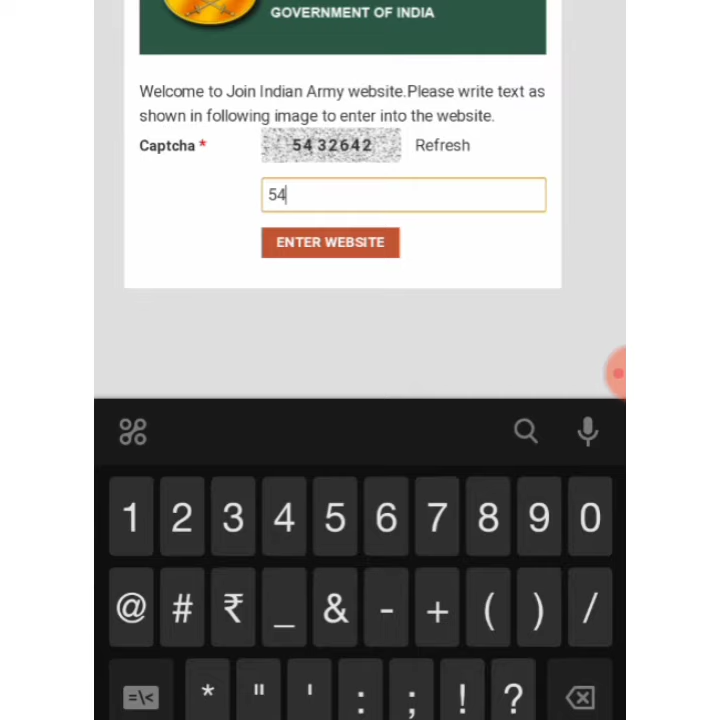 GOVERNMENT OF INDIA
Welcome to Join Indian Army website.Please write text as
shown in following image to enter into the website.
Captcha * 54 32642 Refresh
54
ENTER WEBSITE
1 2 3 4 5 6 7 8 9 0
@ # ₹ _ & - + ( ) /
=\< * " ' : ; ! ?